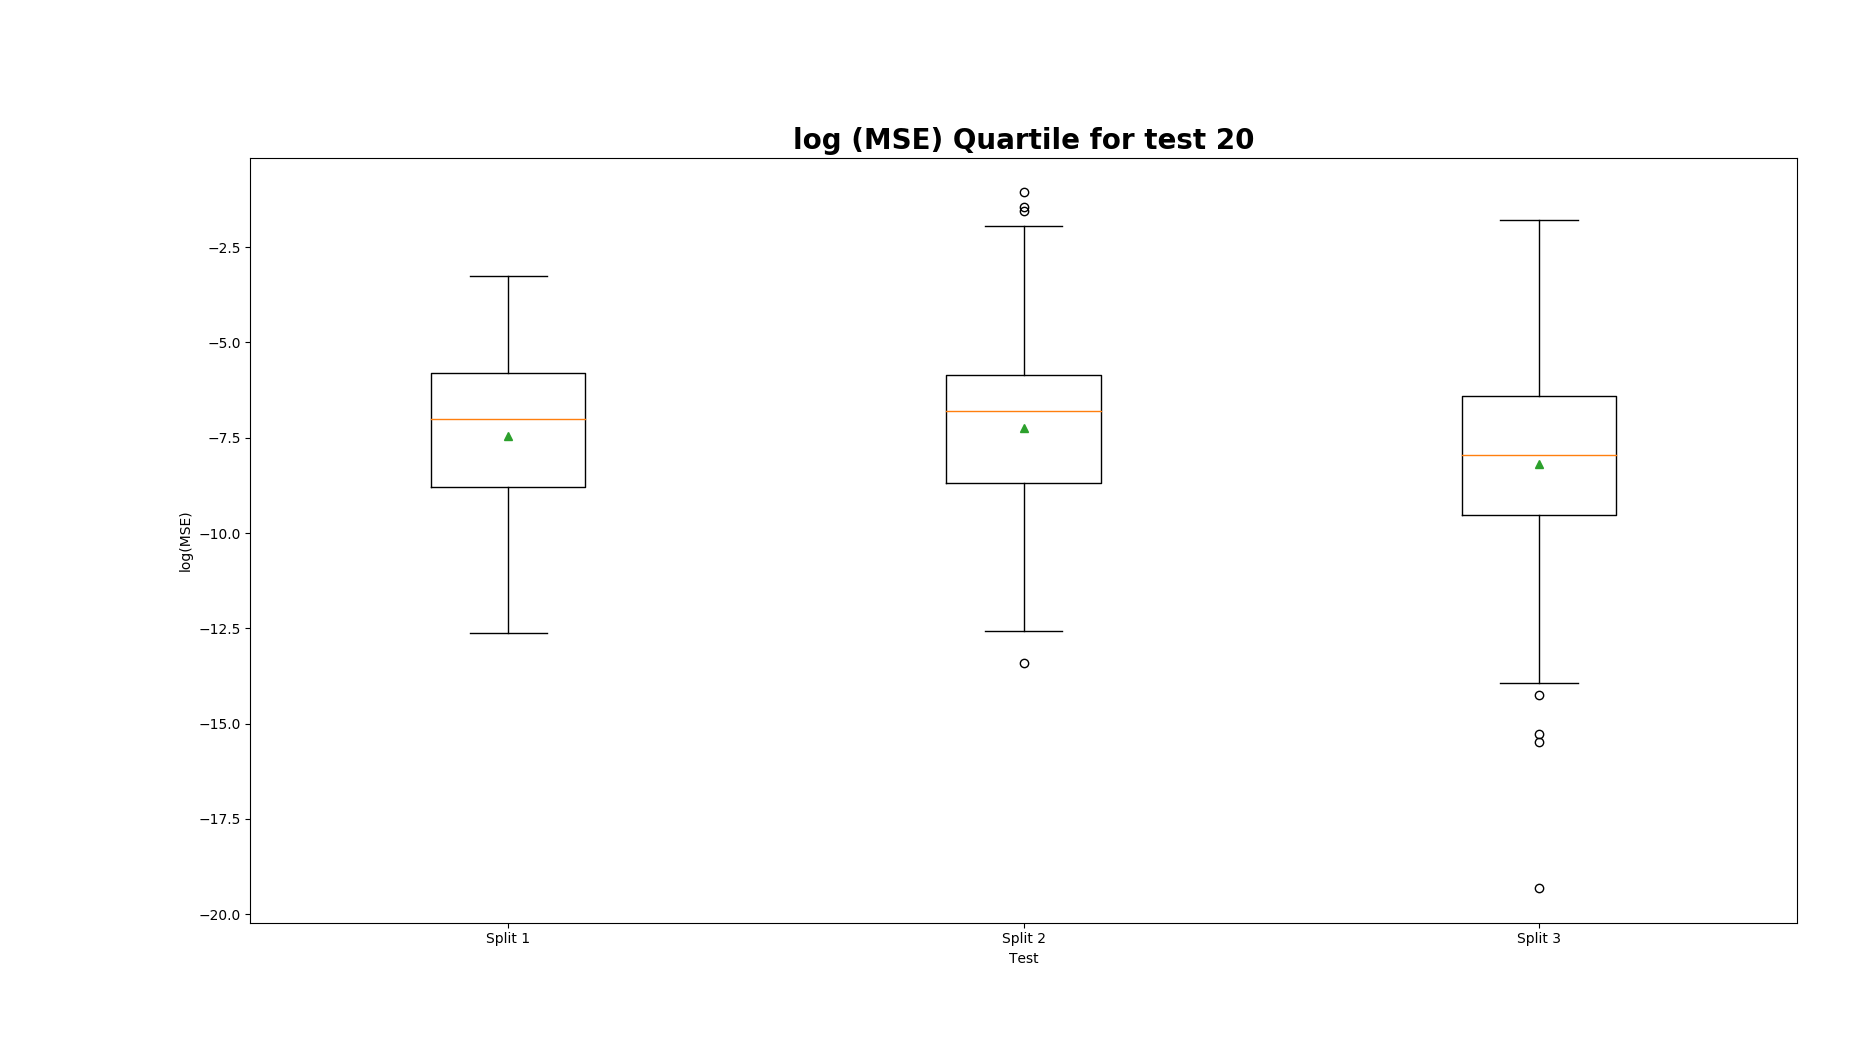 log (MSE) Quartile for test 20
−2.5
−5.0
−7.5
−10.0
−12.5
−15.0
−17.5
−20.0
log(MSE)
Split 1
Split 2
Split 3
Test